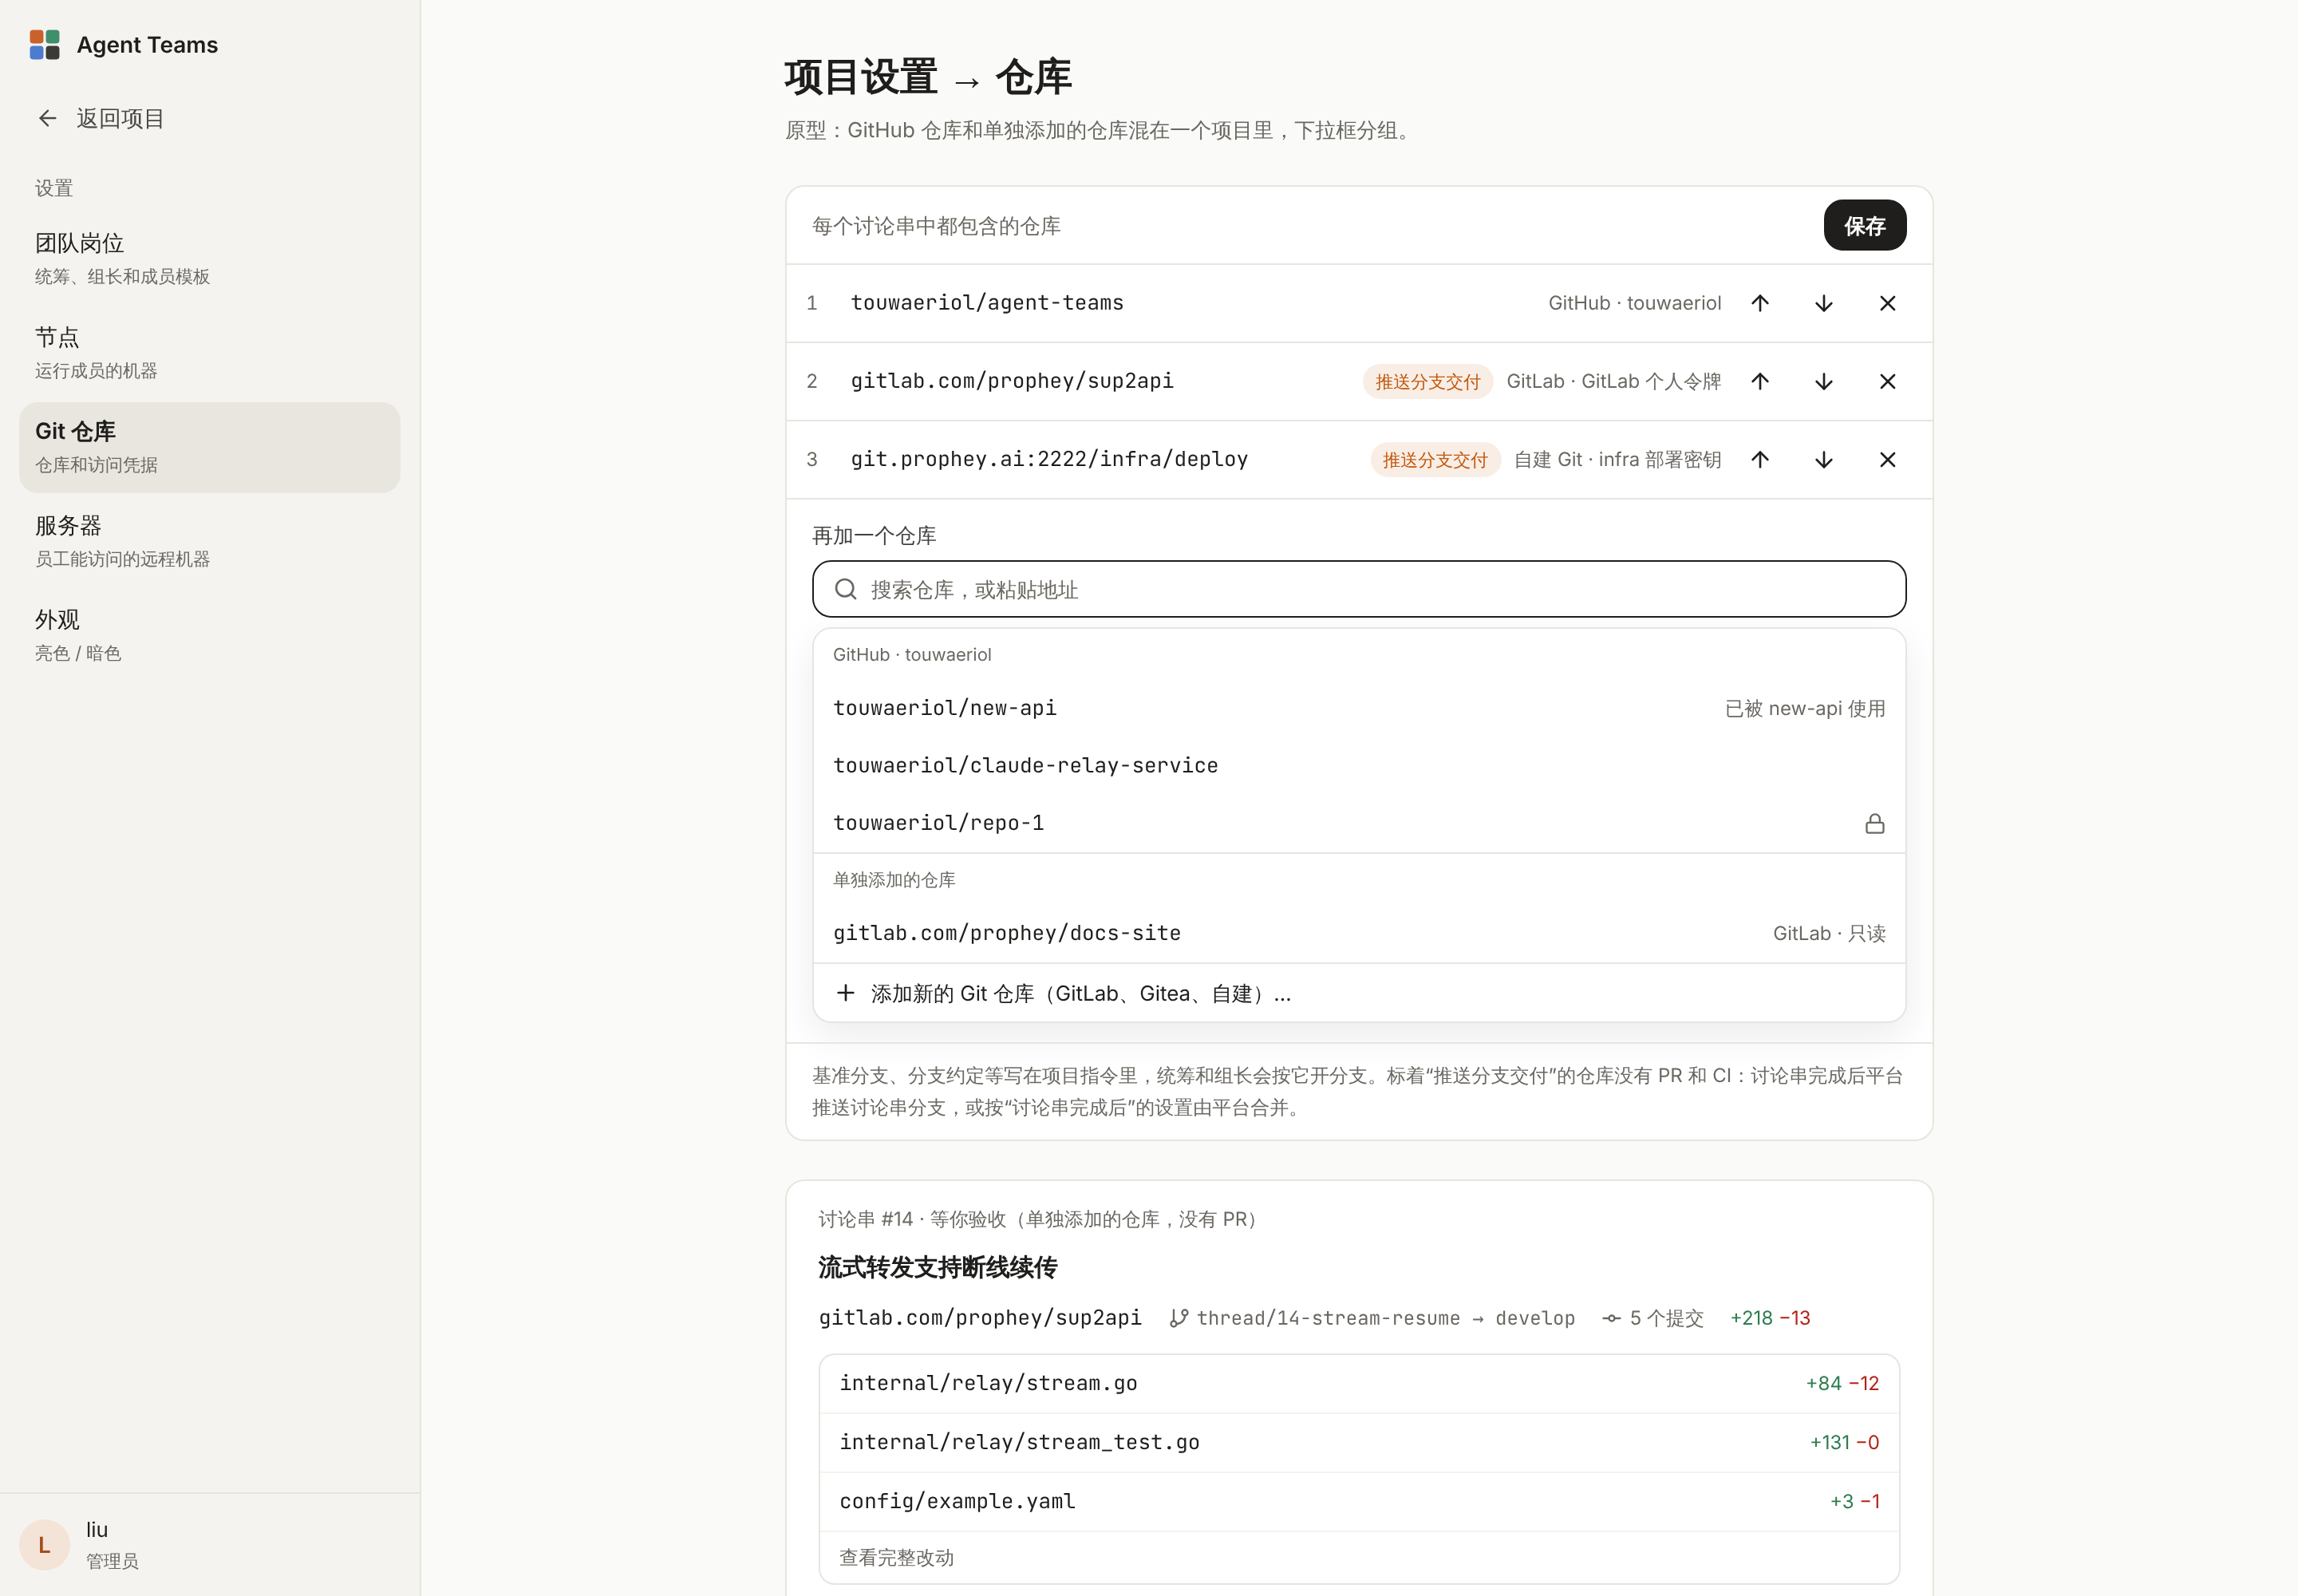 Agent Teams
返回项目
设置
团队岗位
统筹、组长和成员模板
节点
运行成员的机器
Git 仓库
仓库和访问凭据
服务器
员工能访问的远程机器
外观
亮色 / 暗色
L
liu
管理员
项目设置 → 仓库
原型：GitHub 仓库和单独添加的仓库混在一个项目里，下拉框分组。
每个讨论串中都包含的仓库
保存
1 touwaeriol/agent-teams GitHub · touwaeriol
2 gitlab.com/prophey/sup2api 推送分支交付 GitLab · GitLab 个人令牌
3 git.prophey.ai:2222/infra/deploy 推送分支交付 自建 Git · infra 部署密钥
再加一个仓库
搜索仓库，或粘贴地址
GitHub · touwaeriol
touwaeriol/new-api 已被 new-api 使用
touwaeriol/claude-relay-service
touwaeriol/repo-1
单独添加的仓库
gitlab.com/prophey/docs-site GitLab · 只读
添加新的 Git 仓库（GitLab、Gitea、自建）…
基准分支、分支约定等写在项目指令里，统筹和组长会按它开分支。标着“推送分支交付”的仓库没有 PR 和 CI：讨论串完成后平台
推送讨论串分支，或按“讨论串完成后”的设置由平台合并。
讨论串 #14 · 等你验收（单独添加的仓库，没有 PR）
流式转发支持断线续传
gitlab.com/prophey/sup2api thread/14-stream-resume → develop 5 个提交 +218 −13
internal/relay/stream.go +84 −12
internal/relay/stream_test.go +131 −0
config/example.yaml +3 −1
查看完整改动